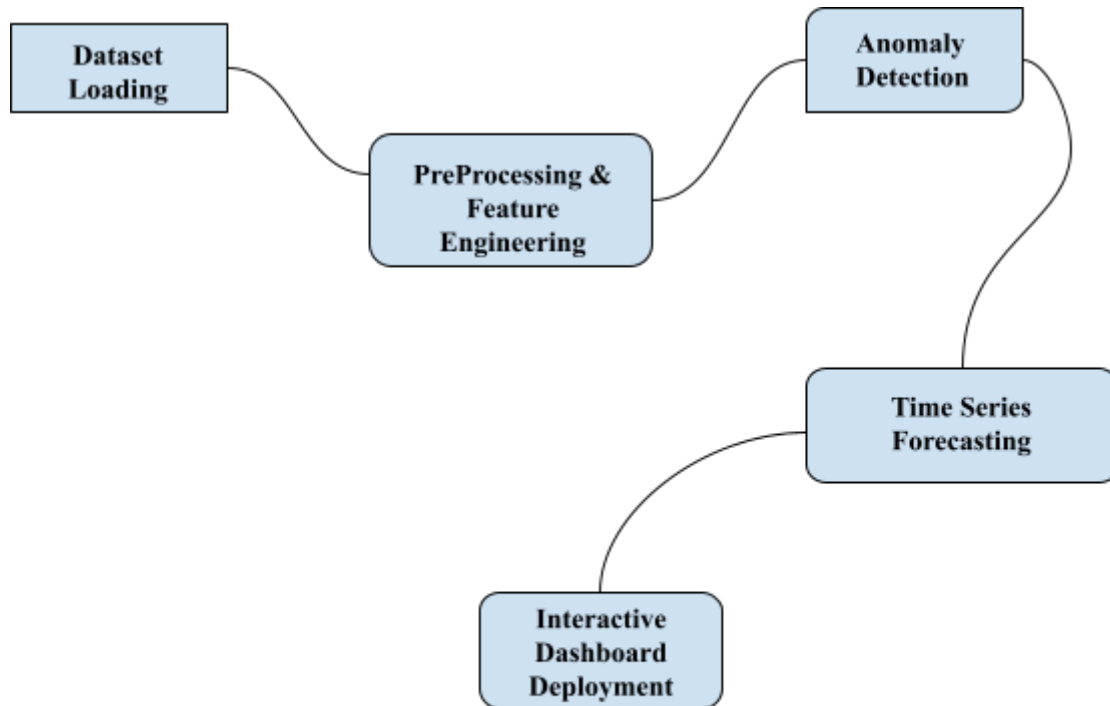 Dataset
Loading
PreProcessing &
Feature
Engineering
Anomaly
Detection
Time Series
Forecasting
Interactive
Dashboard
Deployment